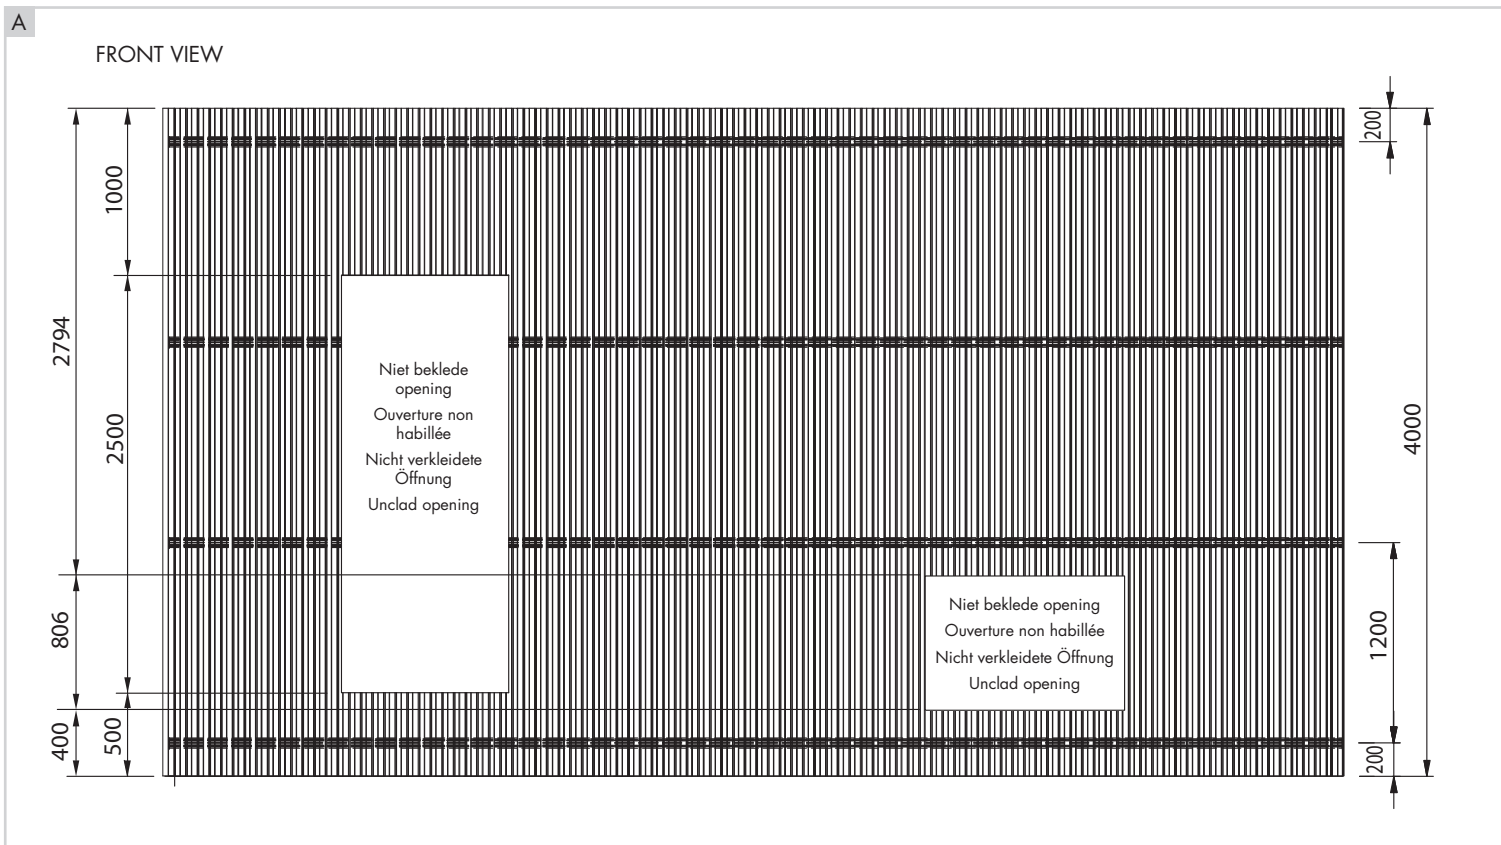 A
FRONT VIEW
200
1000
2794
2500
4000
Niet beklede
opening
Ouverture non
habillée
Nicht verkleidete
Öffnung
Unclad opening
806
Niet beklede opening
Ouverture non habillée
Nicht verkleidete Öffnung
Unclad opening
1200
400
500
200